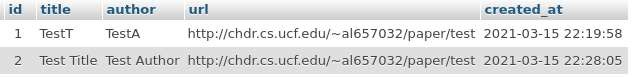 id title author url created_at
1 TestT TestA http://chdr.cs.ucf.edu/~al657032/paper/test 2021-03-15 22:19:58
2 Test Title Test Author http://chdr.cs.ucf.edu/~al657032/paper/test 2021-03-15 22:28:05